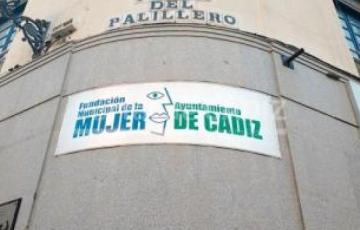 DEL
PALILLERO
Fundación
Municipal de la
MUJER
Ayuntamiento
DE CADIZ